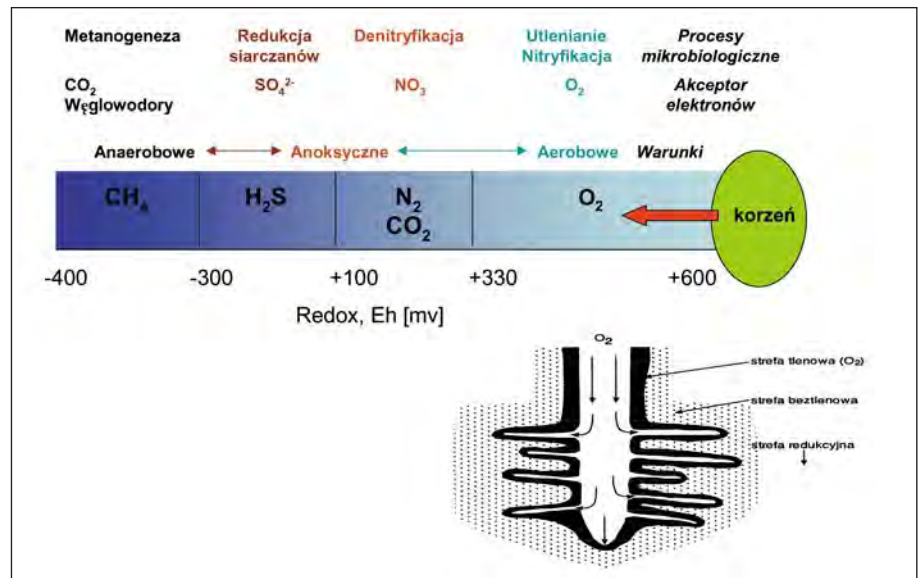 Metanogeneza Redukcja Denitryfikacja Utlenianie Procesy
siarczanów Nitryfikacja mikrobiologiczne
CO₂ SO₄²⁻ NO₃ O₂ Akceptor
Węglowodory elektronów
Anaerobowe Anoksyczne Aerobowe Warunki
CH₄ H₂S N₂ O₂ korzeń
CO₂
-400 -300 +100 +330 +600
Redox, Eh [mv]
O₂
strefa tlenowa (O₂)
strefa beztlenowa
strefa redukcyjna